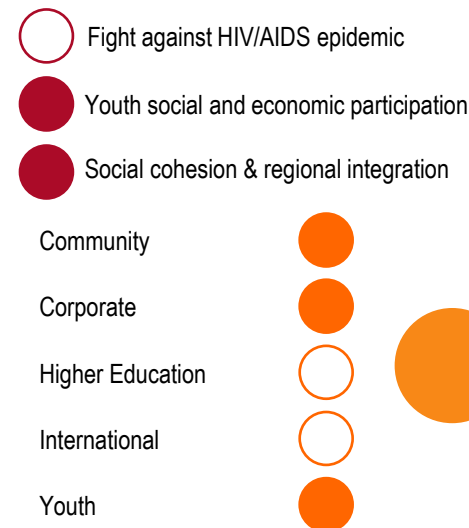 Fight against HIV/AIDS epidemic
Youth social and economic participation
Social cohesion & regional integration
Community
Corporate
Higher Education
International
Youth